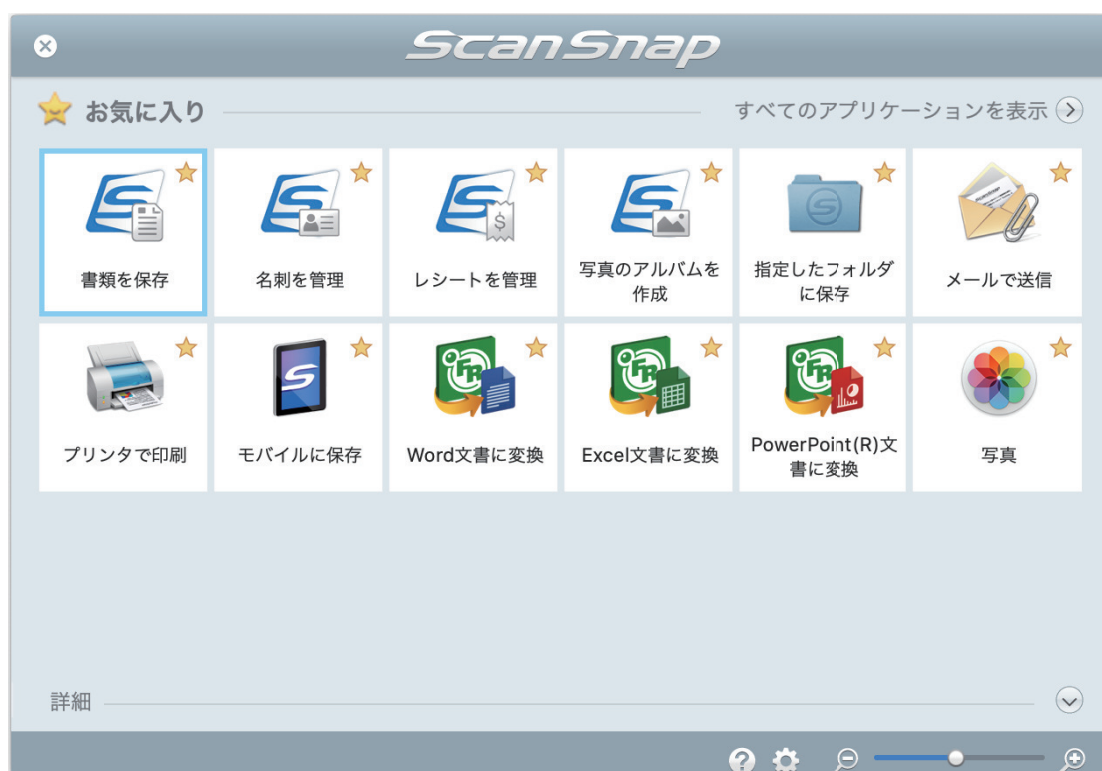 ScanSnap
お気に入り
すべてのアプリケーションを表示
書類を保存
名刺を管理
レシートを管理
写真のアルバムを
作成
指定したフォルダ
に保存
メールで送信
プリンタで印刷
モバイルに保存
Word文書に変換
Excel文書に変換
PowerPoint(R)文
書に変換
写真
詳細